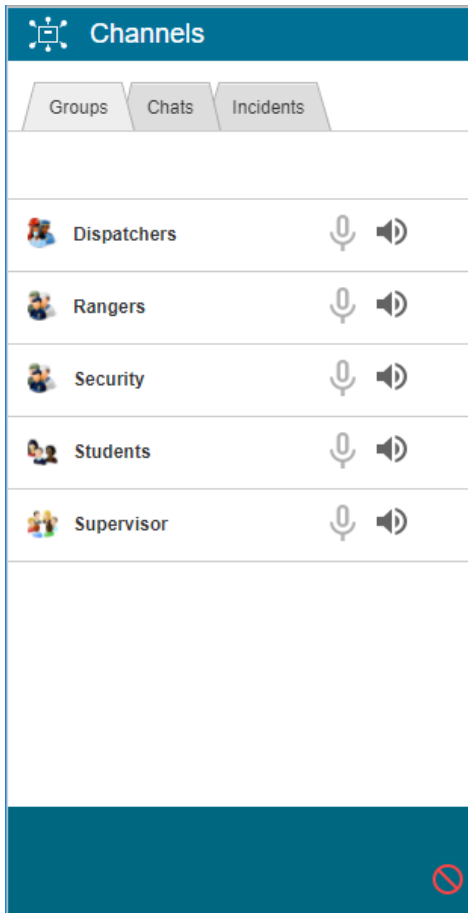 Channels
Groups Chats Incidents
Dispatchers
Rangers
Security
Students
Supervisor